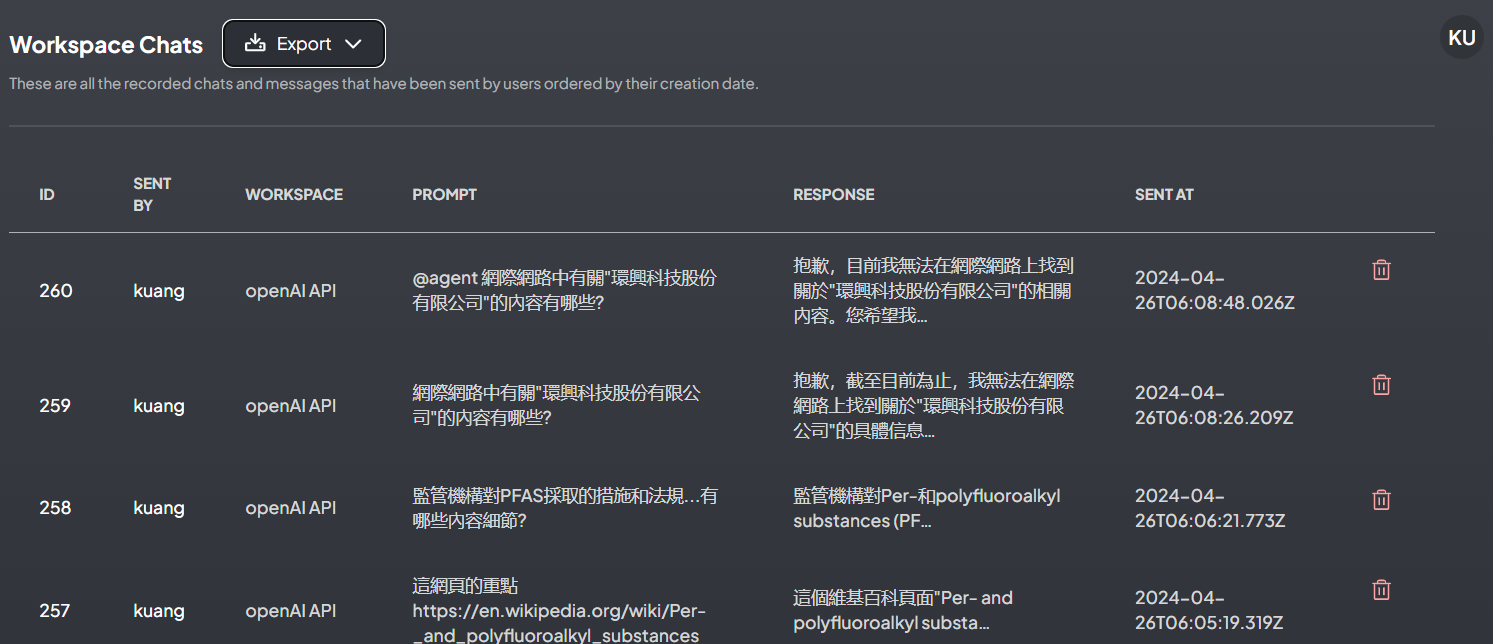 Workspace Chats
Export
KU
These are all the recorded chats and messages that have been sent by users ordered by their creation date.
ID
SENT
BY
WORKSPACE
PROMPT
RESPONSE
SENT AT
260
kuang
openAI API
@agent 網際網路中有關"環興科技股份
有限公司"的內容有哪些?
抱歉，目前我無法在網際網路上找到
關於"環興科技股份有限公司"的相關
內容。您希望我...
2024-04-
26T06:08:48.026Z
259
kuang
openAI API
網際網路中有關"環興科技股份有限公
司"的內容有哪些?
抱歉，截至目前為止，我無法在網際
網路上找到關於"環興科技股份有限
公司"的具體信息...
2024-04-
26T06:08:26.209Z
258
kuang
openAI API
監管機構對PFAS採取的措施和法規...有
哪些內容細節?
監管機構對Per-和polyfluoroalkyl
substances (PF...
2024-04-
26T06:06:21.773Z
257
kuang
openAI API
這網頁的重點
https://en.wikipedia.org/wiki/Per-
_and_polyfluoroalkyl_substances
這個維基百科頁面"Per- and
polyfluoroalkyl substa...
2024-04-
26T06:05:19.319Z